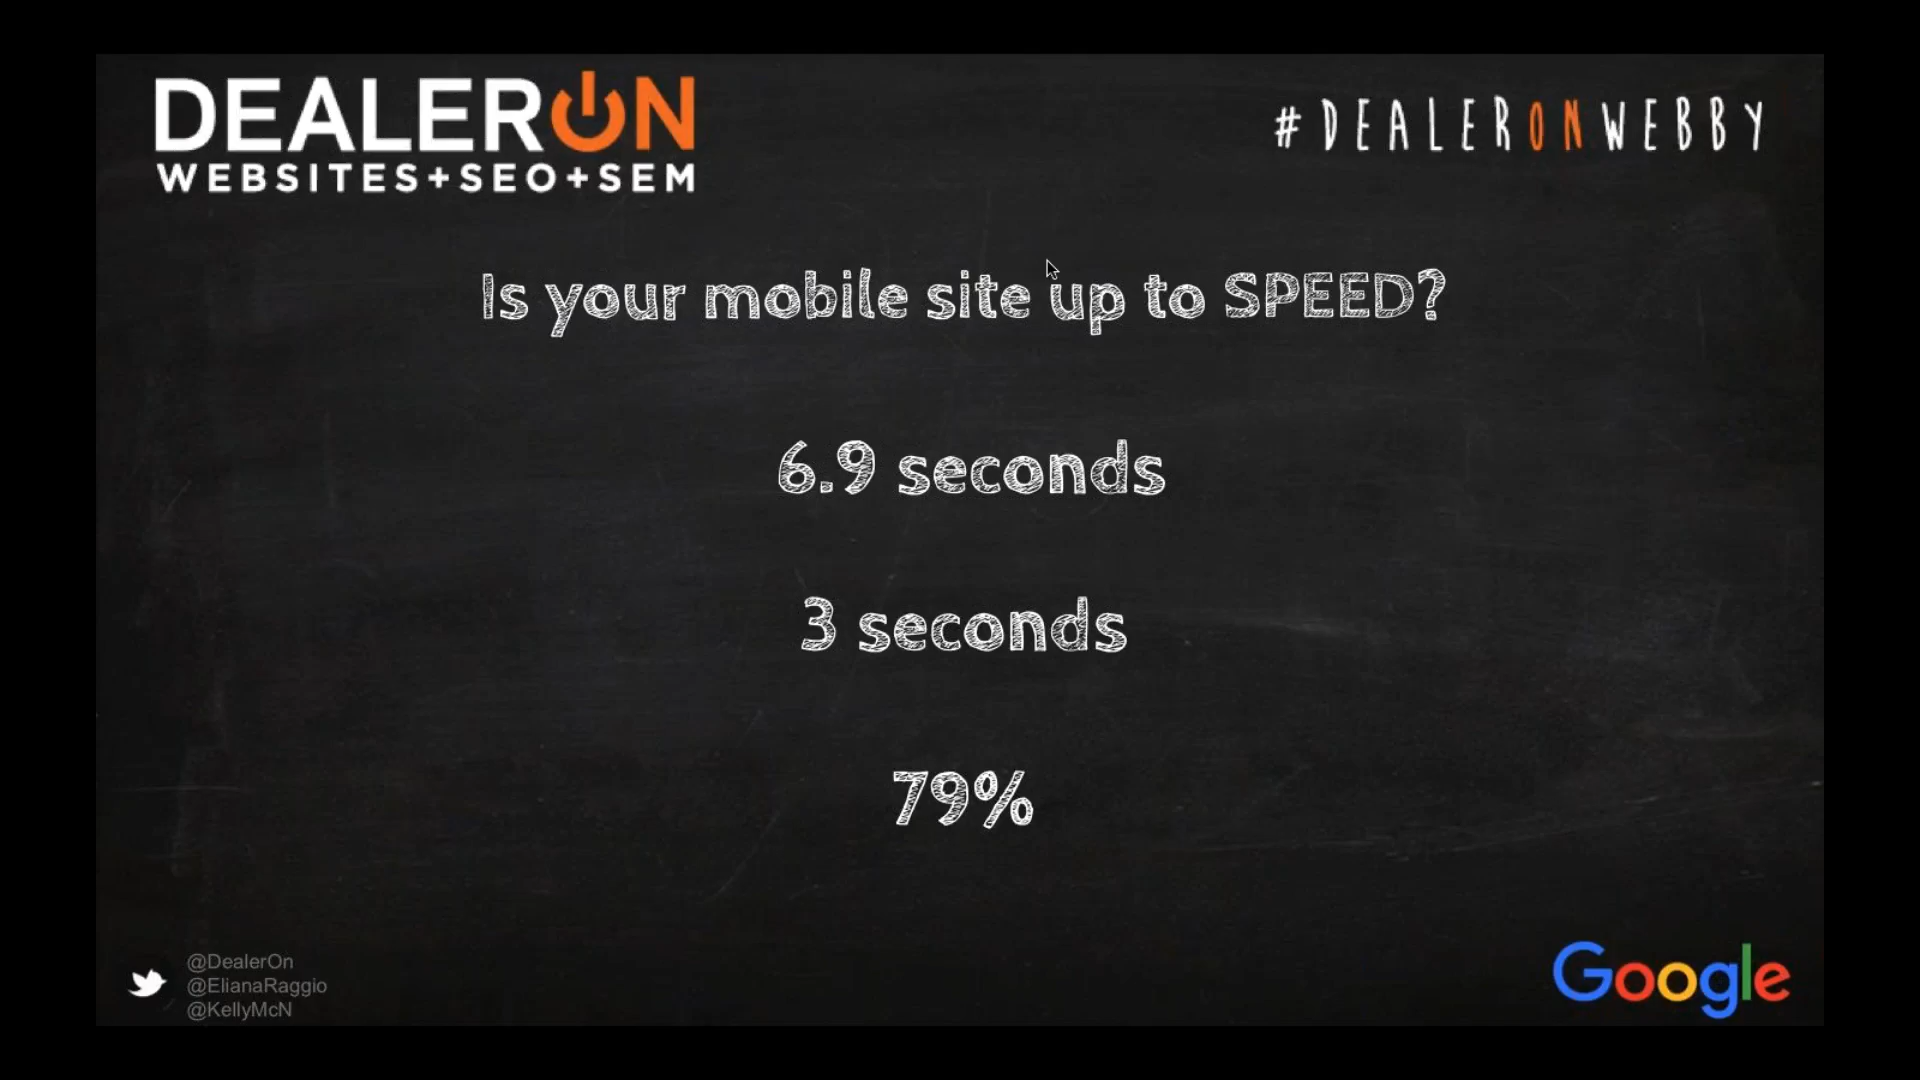 DEALERON
WEBSITES+SEO+SEM
#DEALERONWEBBY
Is your mobile site up to SPEED?
6.9 seconds
3 seconds
79%
@DealerOn
@ElianaRaggio
@KellyMcN
Google